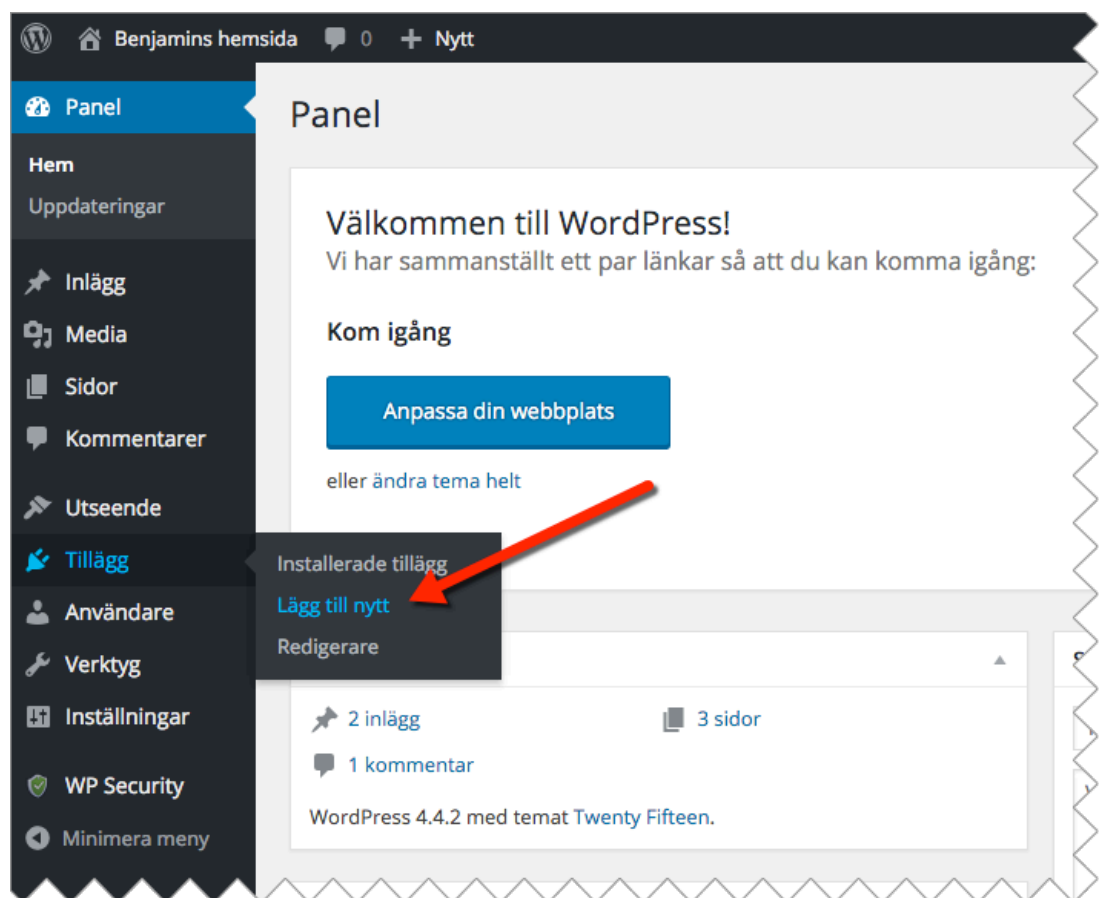 Benjamins hemsida 0 + Nytt
Panel
Hem
Uppdateringar
Inlägg
Media
Sidor
Kommentarer
Utseende
Tillägg
Användare
Verktyg
Inställningar
WP Security
Minimera meny
Installerade tillägg
Lägg till nytt
Redigerare
Panel
Välkommen till WordPress!
Vi har sammanställt ett par länkar så att du kan komma igång:
Kom igång
Anpassa din webbplats
eller ändra tema helt
2 inlägg 3 sidor
1 kommentar
WordPress 4.4.2 med temat Twenty Fifteen.